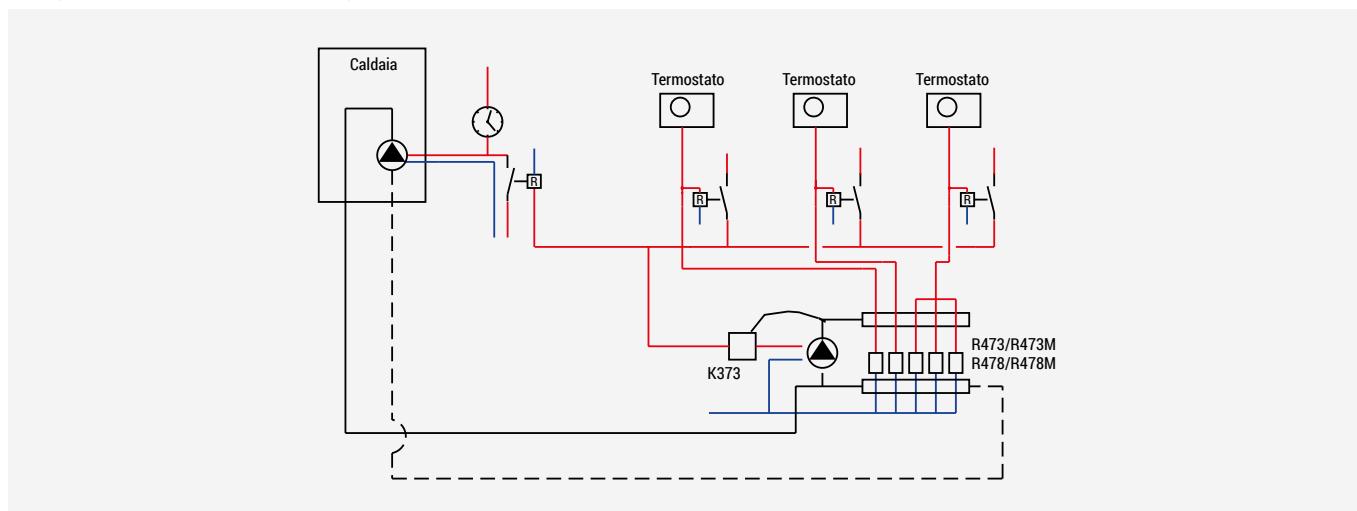 Caldaia
Termostato
Termostato
Termostato
R
R
R
R
R473/R473M
R478/R478M
K373